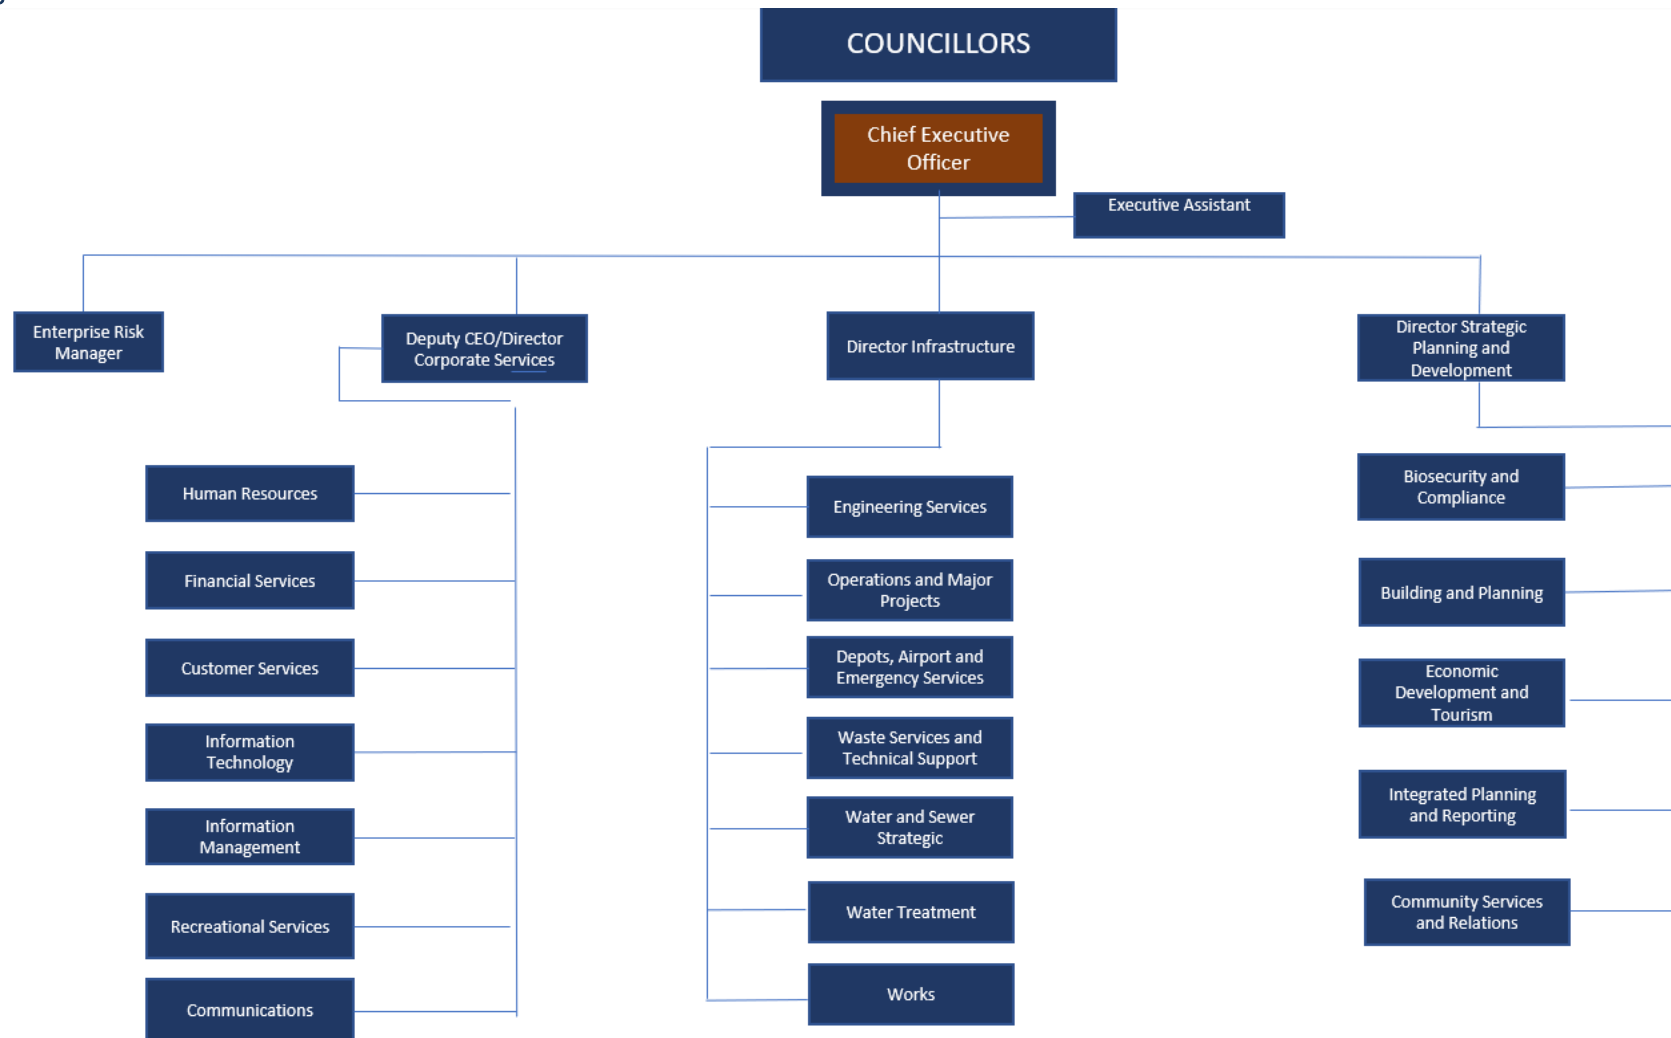 COUNCILLORS
Chief Executive
Officer
Executive Assistant
Enterprise Risk
Manager
Deputy CEO/Director
Corporate Services
Director Infrastructure
Director Strategic
Planning and
Development
Human Resources
Financial Services
Customer Services
Information
Technology
Information
Management
Recreational Services
Communications
Engineering Services
Operations and Major
Projects
Depots, Airport and
Emergency Services
Waste Services and
Technical Support
Water and Sewer
Strategic
Water Treatment
Works
Biosecurity and
Compliance
Building and Planning
Economic
Development and
Tourism
Integrated Planning
and Reporting
Community Services
and Relations